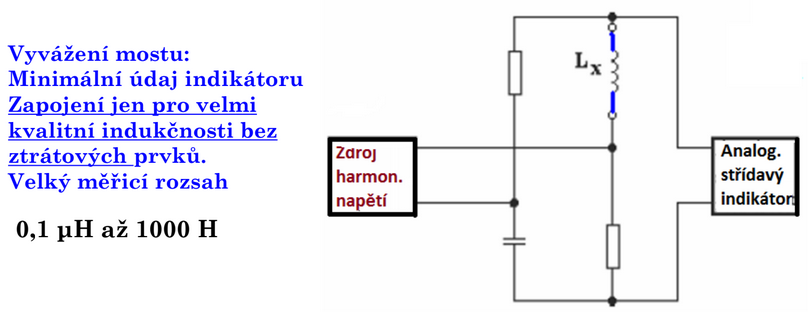 Vyvážení mostu:
Minimální údaj indikátoru
Zapojení jen pro velmi
kvalitní indukčnosti bez
ztrátových prvků.
Velký měřicí rozsah
0,1 µH až 1000 H
Lx
Zdroj
harmon.
napětí
Analog.
střídavý
indikátor